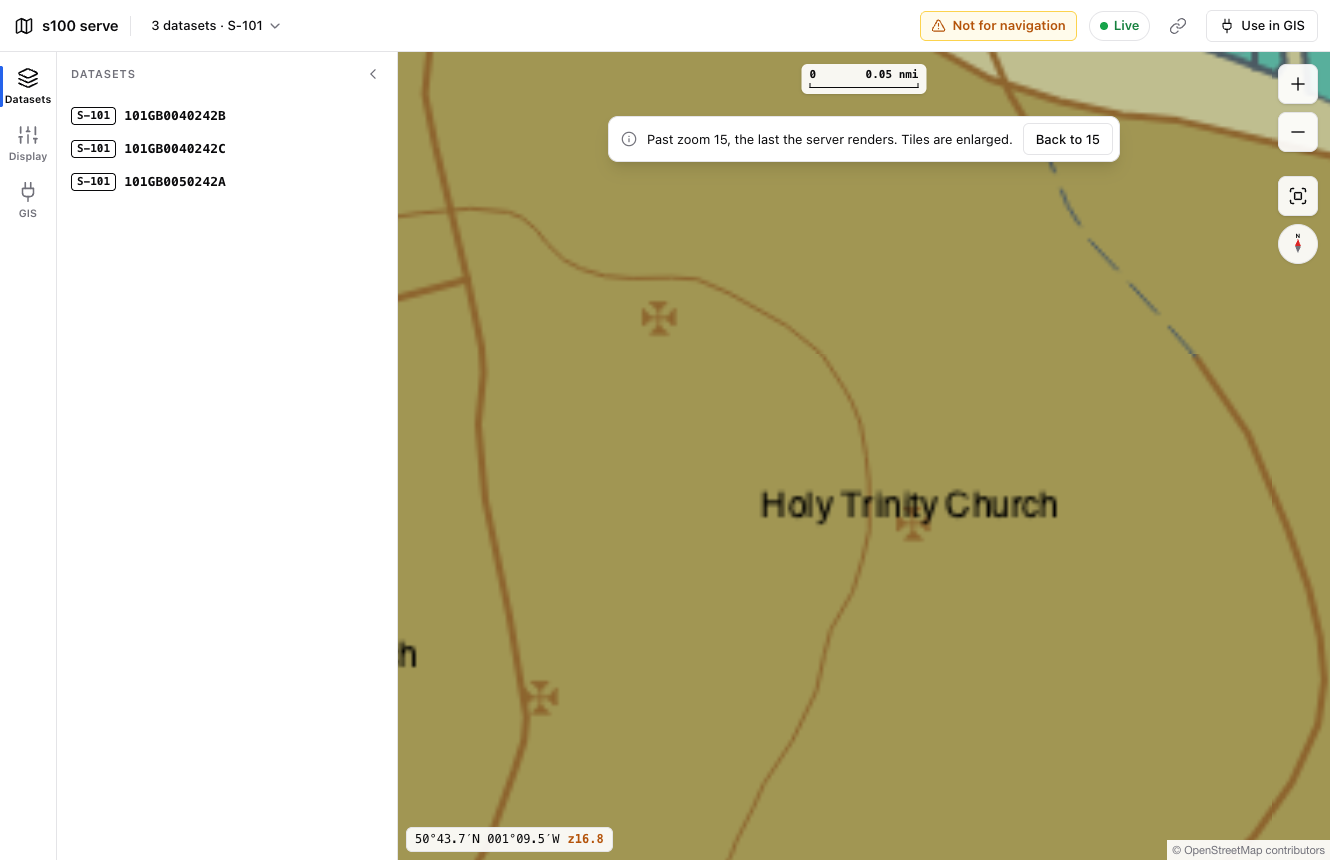 s100 serve
3 datasets · S-101
Not for navigation
Live
Use in GIS
Datasets
Display
GIS
DATASETS
S-101 101GB0040242B
S-101 101GB0040242C
S-101 101GB0050242A
0 0.05 nmi
Past zoom 15, the last the server renders. Tiles are enlarged.
Back to 15
N
Holy Trinity Church
h
50°43.7′N 001°09.5′W z16.8
© OpenStreetMap contributors